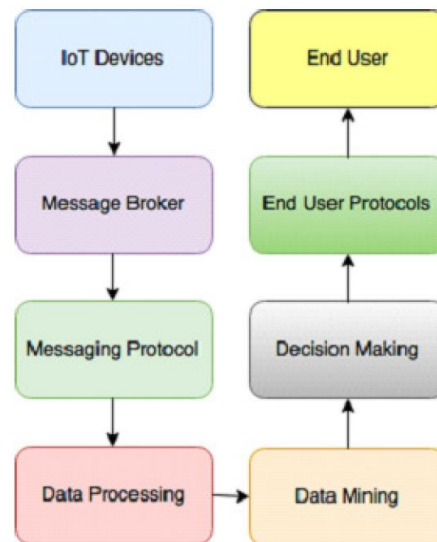 IoT Devices
Message Broker
Messaging Protocol
Data Processing
Data Mining
Decision Making
End User Protocols
End User